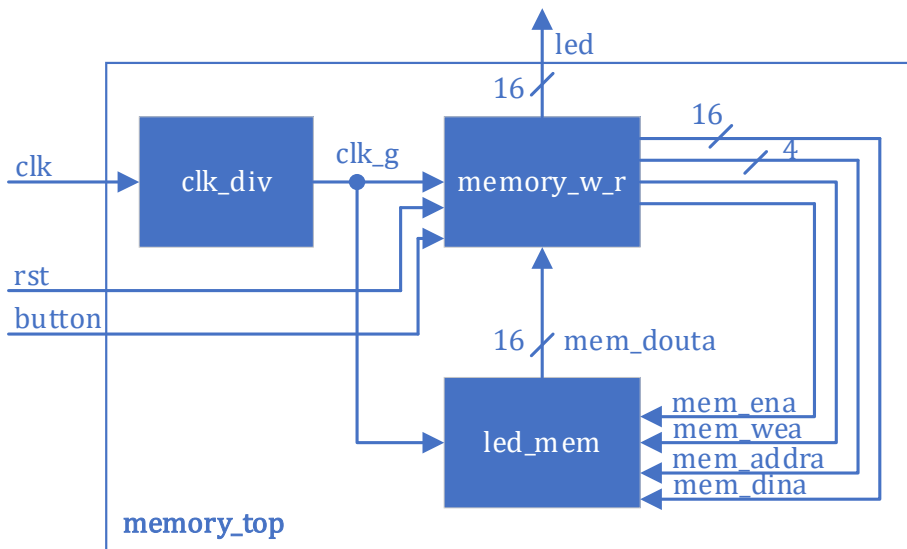 led
16
16
4
clk
clk_g
clk_div
memory_w_r
rst
button
16
mem_douta
mem_ena
led_mem
mem_wea
mem_addra
mem_dina
memory_top